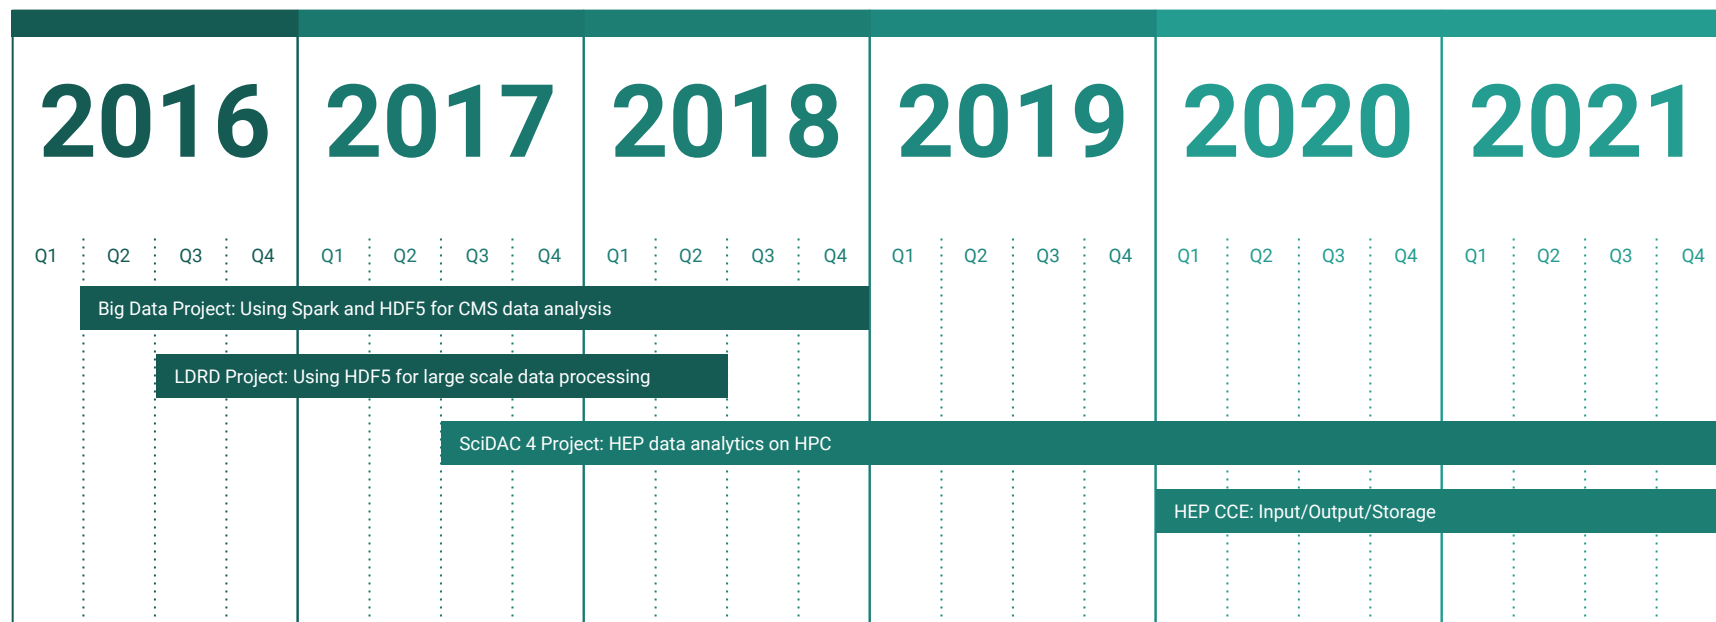 2016 2017 2018 2019 2020 2021
Q1 Q2 Q3 Q4 Q1 Q2 Q3 Q4 Q1 Q2 Q3 Q4 Q1 Q2 Q3 Q4 Q1 Q2 Q3 Q4 Q1 Q2 Q3 Q4
Big Data Project: Using Spark and HDF5 for CMS data analysis
LDRD Project: Using HDF5 for large scale data processing
SciDAC 4 Project: HEP data analytics on HPC
HEP CCE: Input/Output/Storage